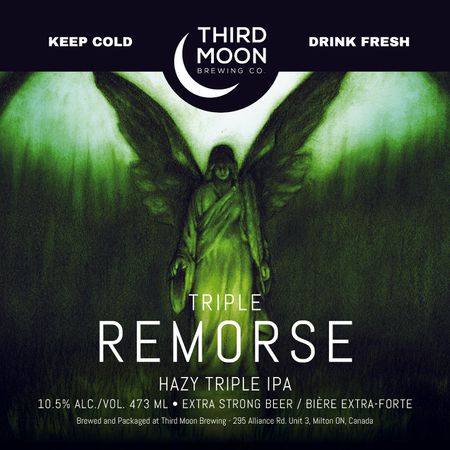 KEEP COLD
THIRD
MOON
BREWING CO.
DRINK FRESH
TRIPLE
REMORSE
HAZY TRIPLE IPA
10.5% ALC./VOL. 473 ML • EXTRA STRONG BEER / BIÈRE EXTRA-FORTE
Brewed and Packaged at Third Moon Brewing - 295 Alliance Rd. Unit 3, Milton ON, Canada